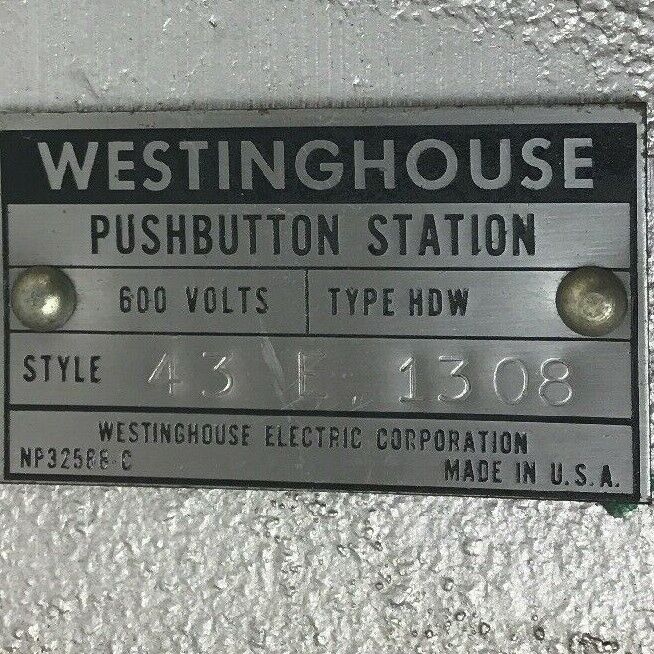 WESTINGHOUSE
PUSHBUTTON STATION
600 VOLTS TYPE HDW
STYLE 43 E. 1308
WESTINGHOUSE ELECTRIC CORPORATION
NP32588-C MADE IN U.S.A.